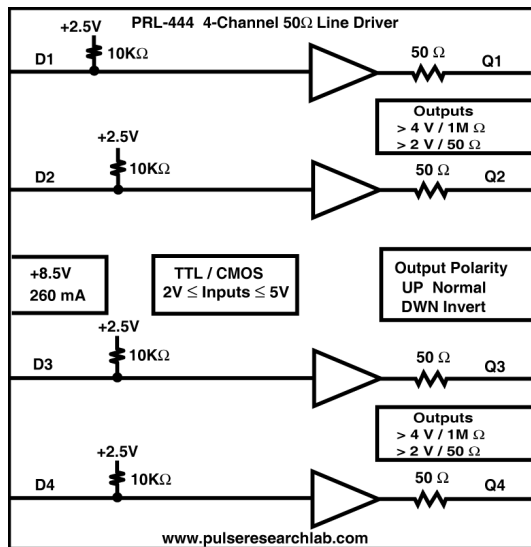 PRL-444 4-Channel 50Ω Line Driver
+2.5V
10KΩ
D1
50 Ω
Q1
Outputs
> 4 V / 1M Ω
> 2 V / 50 Ω
+2.5V
10KΩ
D2
50 Ω
Q2
+8.5V
260 mA
TTL / CMOS
2V ≤ Inputs ≤ 5V
Output Polarity
UP Normal
DWN Invert
+2.5V
10KΩ
D3
50 Ω
Q3
Outputs
> 4 V / 1M Ω
> 2 V / 50 Ω
+2.5V
10KΩ
D4
50 Ω
Q4
www.pulseresearchlab.com